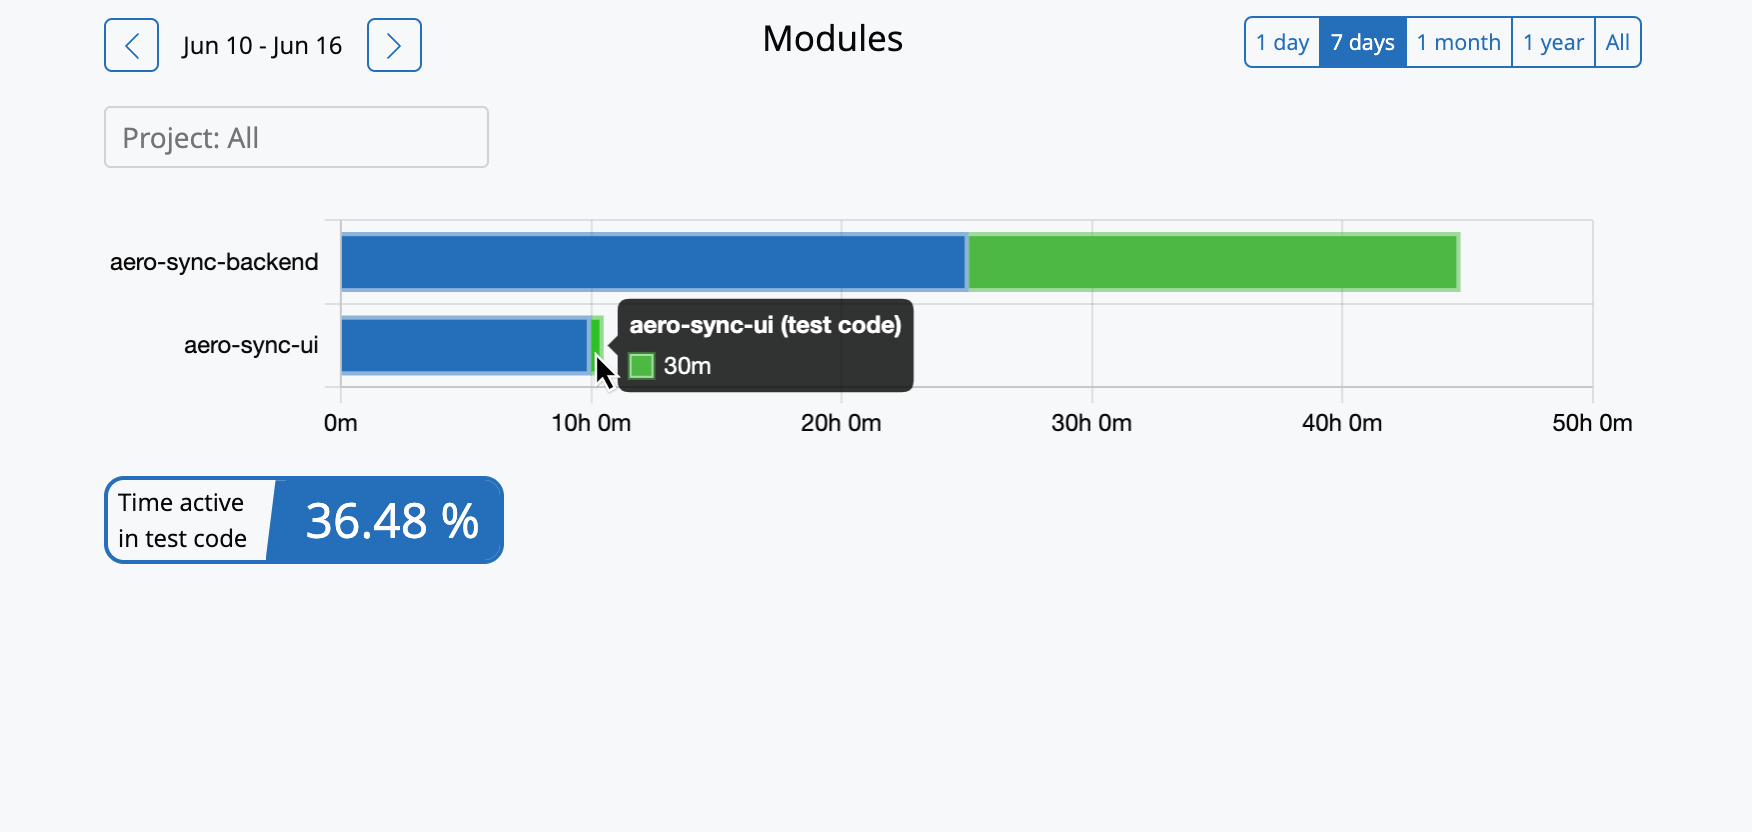 Jun 10 - Jun 16
Modules
1 day
7 days
1 month
1 year
All
Project: All
aero-sync-backend
aero-sync-ui
aero-sync-ui (test code)
30m
0m
10h 0m
20h 0m
30h 0m
40h 0m
50h 0m
Time active
in test code
36.48 %